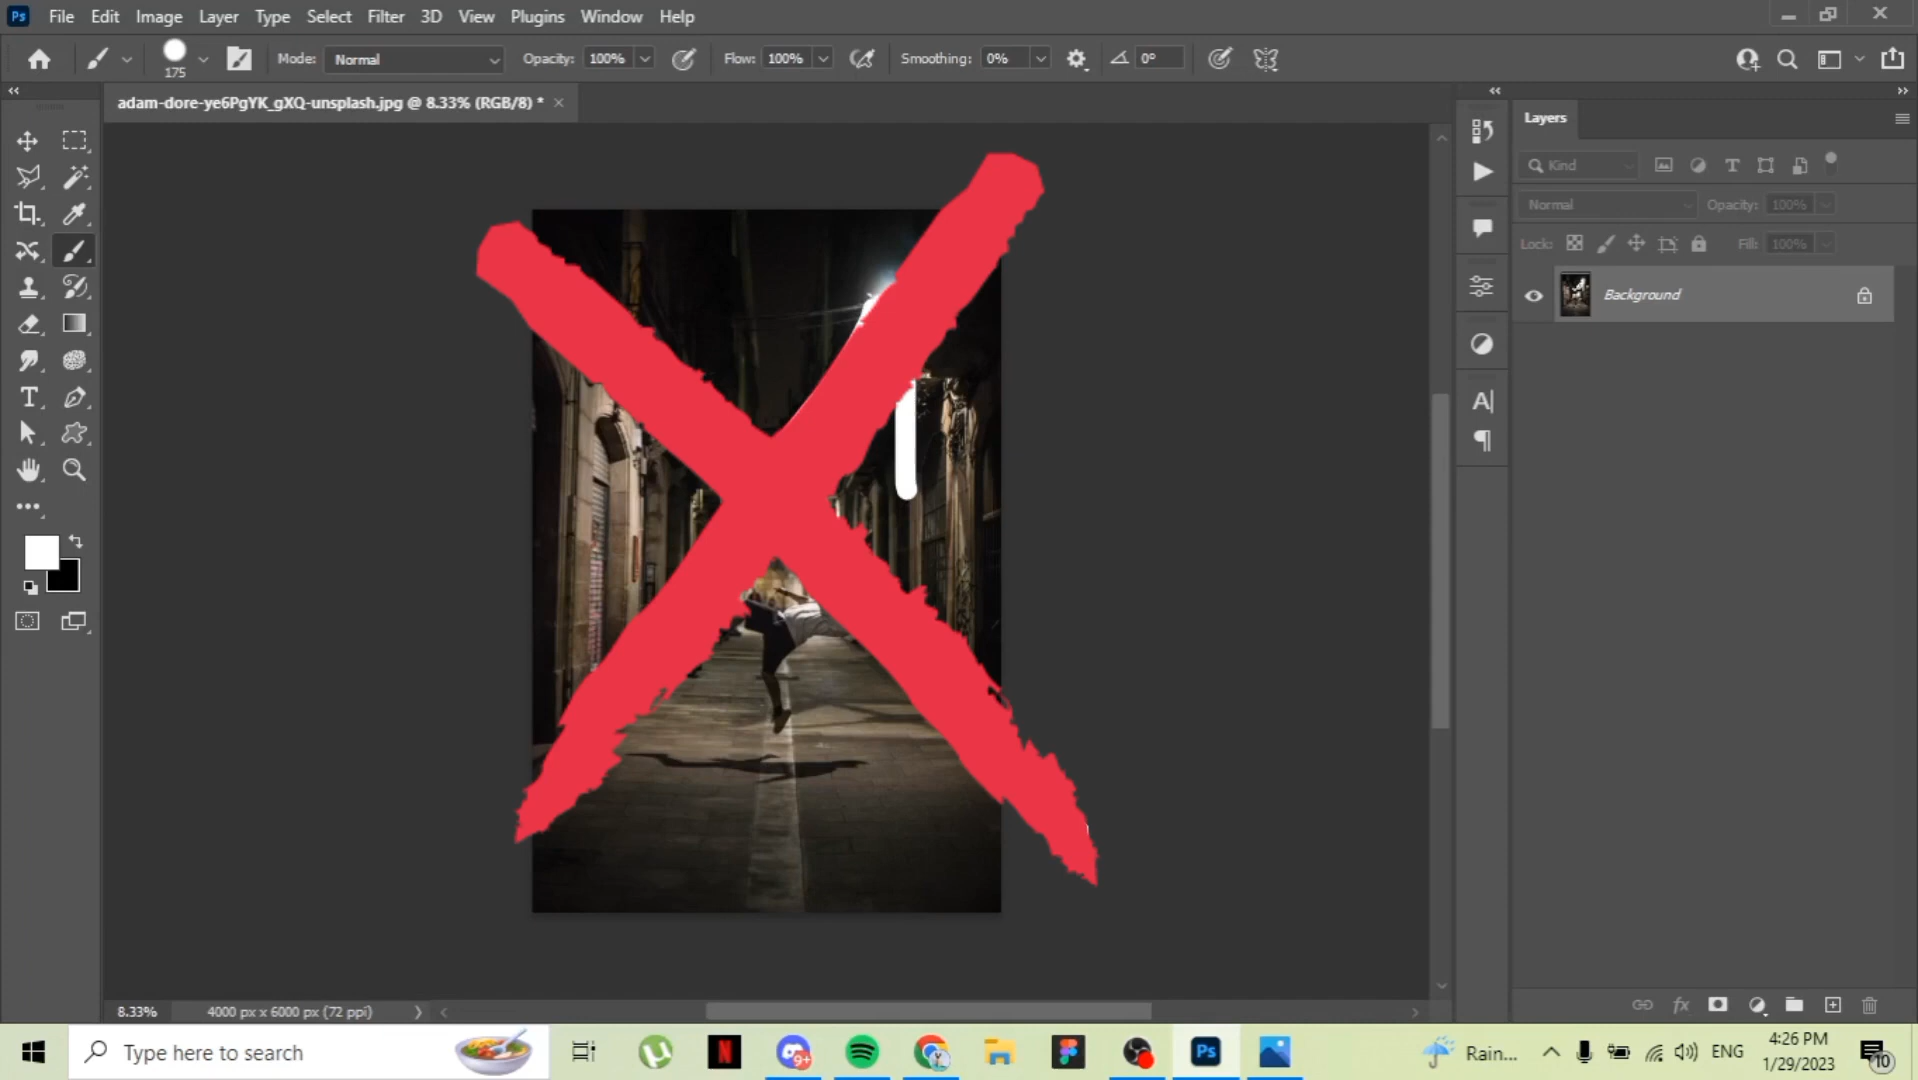 Ps File Edit Image Layer Type Select Filter 3D View Plugins Window Help
175 Mode: Normal Opacity: 100% Flow: 100% Smoothing: 0% 0°
adam-dore-ye6PgYK_gXQ-unsplash.jpg @ 8.33% (RGB/8) * ×
Layers
Kind
Normal Opacity: 100%
Lock: Fill: 100%
Background
8.33% 4000 px x 6000 px (72 ppi)
Type here to search
Ps
9+
Rain...
ENG
4:26 PM
1/29/2023
10